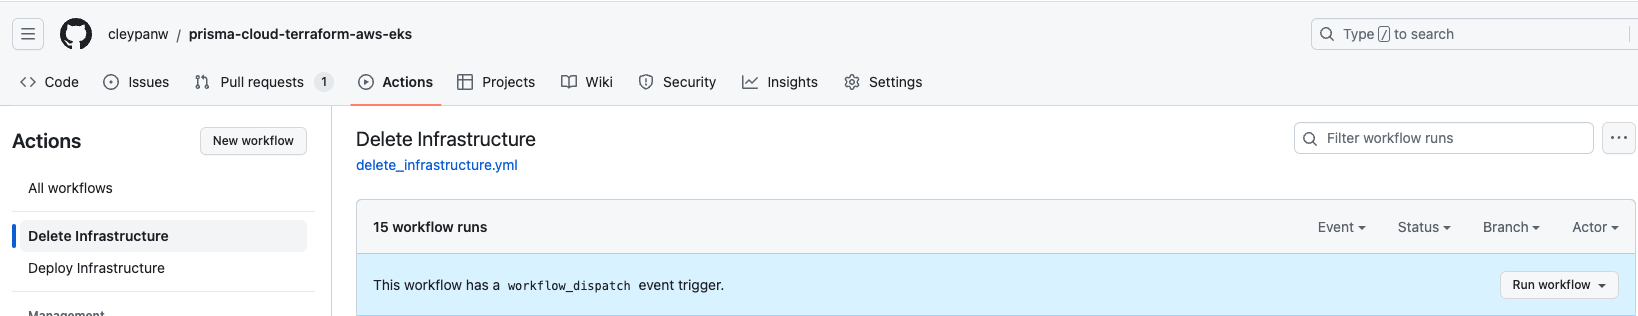 cleypanw / prisma-cloud-terraform-aws-eks
Type / to search
Code Issues Pull requests 1 Actions Projects Wiki Security Insights Settings
Actions
New workflow
All workflows
Delete Infrastructure
Deploy Infrastructure
Management
Delete Infrastructure
delete_infrastructure.yml
Filter workflow runs
15 workflow runs
Event Status Branch Actor
This workflow has a workflow_dispatch event trigger.
Run workflow